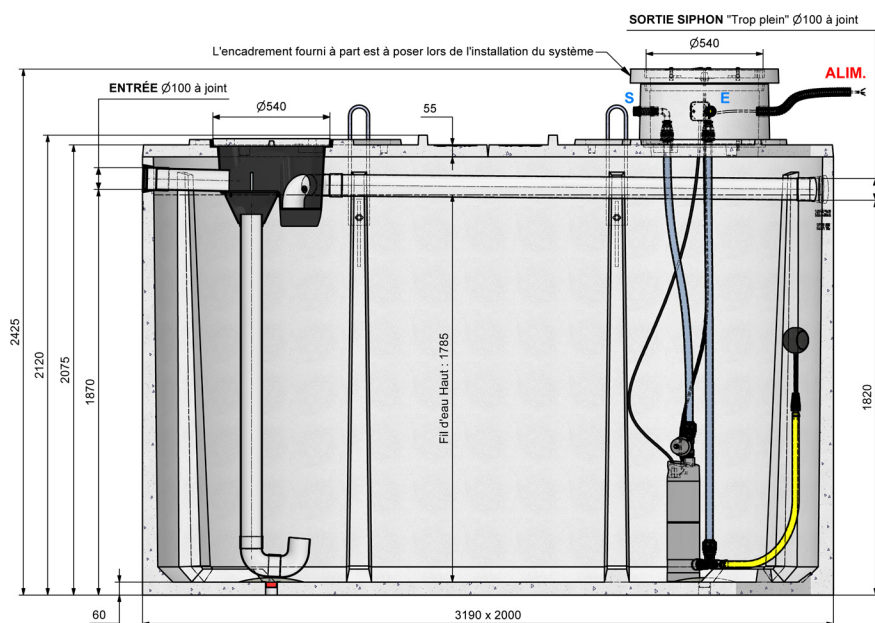 SORTIE SIPHON "Trop plein" Ø100 à joint
L'encadrement fourni à part est à poser lors de l'installation du système
Ø540
ALIM.
ENTRÉE Ø100 à joint
Ø540
55
S
E
2425
2120
2075
1870
Fil d'eau Haut : 1785
1820
60
3190 x 2000